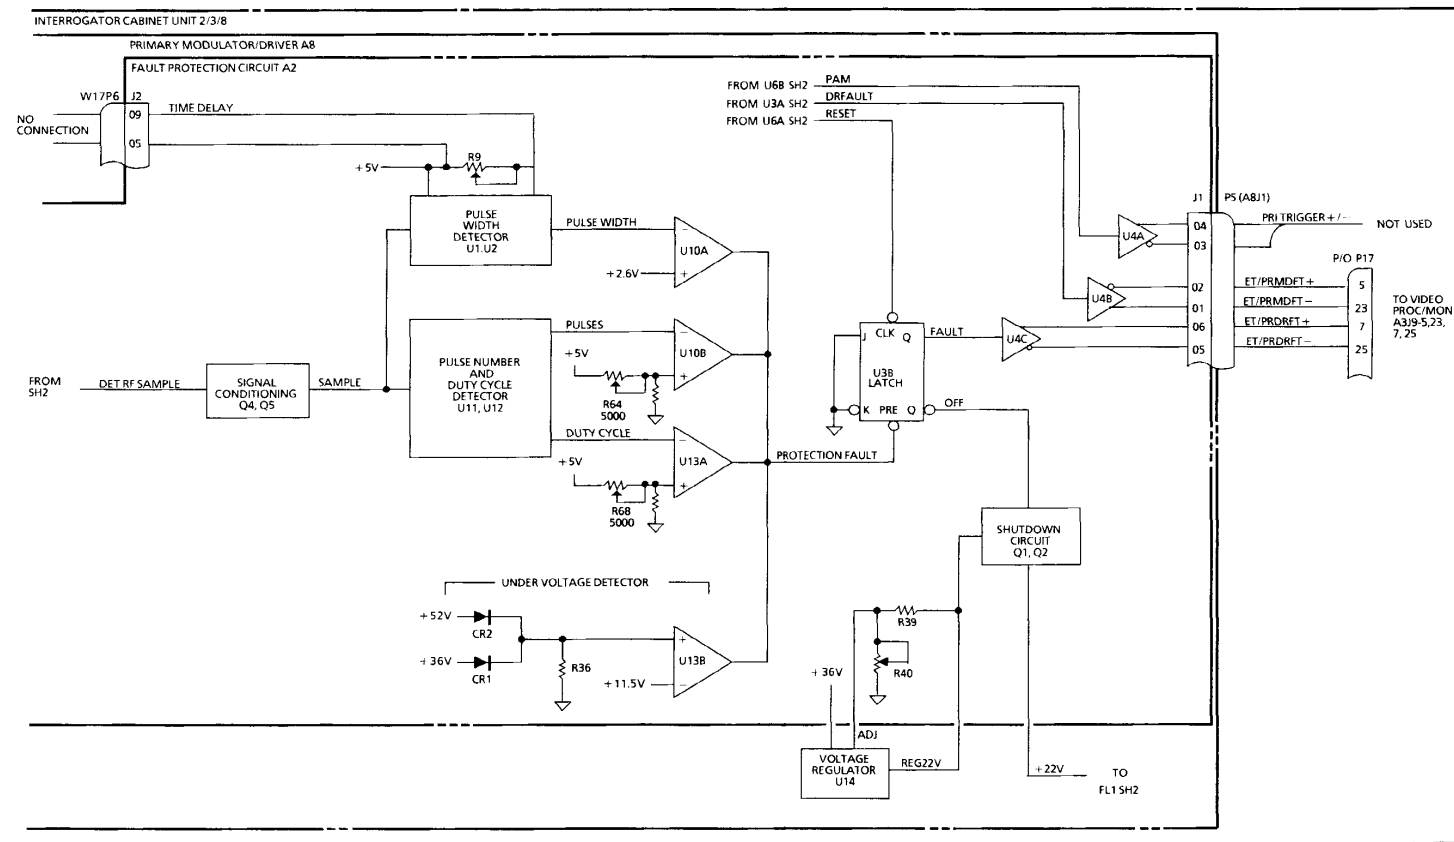 INTERROGATOR CABINET UNIT 2/3/8
PRIMARY MODULATOR/DRIVER A8
FAULT PROTECTION CIRCUIT A2
W17P6 J2
NO
CONNECTION
09
05
TIME DELAY
+5V
R9
PULSE
WIDTH
DETECTOR
U1.U2
PULSE WIDTH
+2.6V
-
+
U10A
FROM U6B SH2 PAM
FROM U3A SH2 DRFAULT
FROM U6A SH2 RESET
J1 P5 (A8J1)
U4A
04
03
PRI TRIGGER +/-
NOT USED
P/O P17
U4B
02
01
06
05
ET/PRMDFT+
ET/PRMDFT-
ET/PRDRFT+
ET/PRDRFT-
5
23
7
25
TO VIDEO
PROC/MON
A3J9-5,23,
7, 25
U4C
FAULT
J CLK Q
U3B
LATCH
K PRE Q
OFF
FROM
SH2
DET RF SAMPLE
SIGNAL
CONDITIONING
Q4, Q5
SAMPLE
PULSE NUMBER
AND
DUTY CYCLE
DETECTOR
U11, U12
PULSES
+5V
R64
5000
-
+
U10B
DUTY CYCLE
+5V
R68
5000
-
+
U13A
PROTECTION FAULT
SHUTDOWN
CIRCUIT
Q1, Q2
UNDER VOLTAGE DETECTOR
+52V
CR2
+36V
CR1
R36
+11.5V
+
-
U13B
R39
R40
+36V
ADJ
VOLTAGE
REGULATOR
U14
REG22V
+22V
TO
FL1 SH2